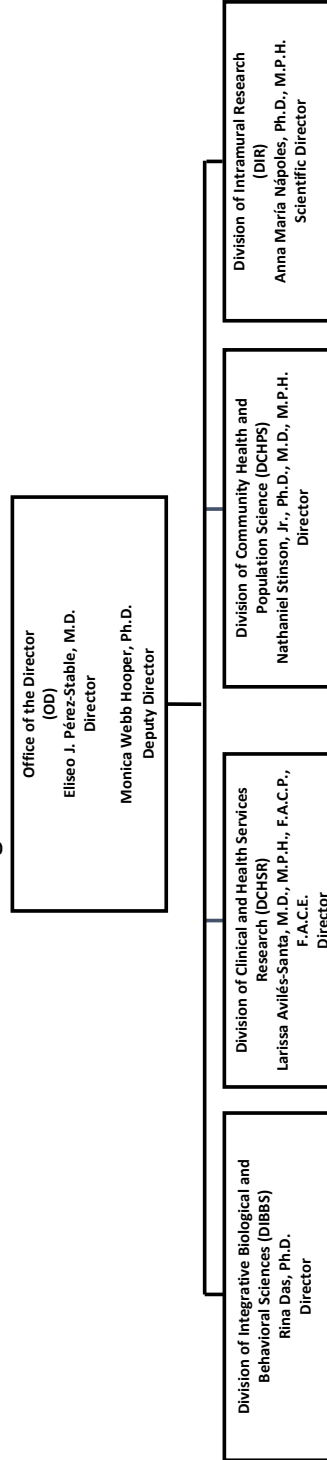 Office of the Director
(OD)
Eliseo J. Pérez-Stable, M.D.
Director
Monica Webb Hooper, Ph.D.
Deputy Director
Division of Integrative Biological and
Behavioral Sciences (DIBBS)
Rina Das, Ph.D.
Director
Division of Clinical and Health Services
Research (DCHSR)
Larissa Avilés-Santa, M.D., M.P.H., F.A.C.P.,
F.A.C.E.
Director
Division of Community Health and
Population Science (DCHPS)
Nathaniel Stinson, Jr., Ph.D., M.D., M.P.H.
Director
Division of Intramural Research
(DIR)
Anna María Nápoles, Ph.D., M.P.H.
Scientific Director